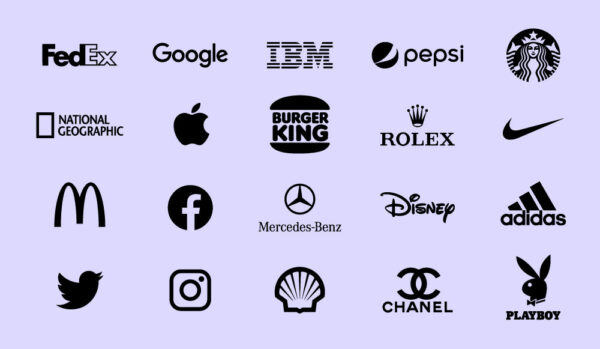 FedEx
Google
IBM
pepsi
NATIONAL
GEOGRAPHIC
BURGER
KING
ROLEX
Mercedes-Benz
Disney
adidas
CHANEL
PLAYBOY